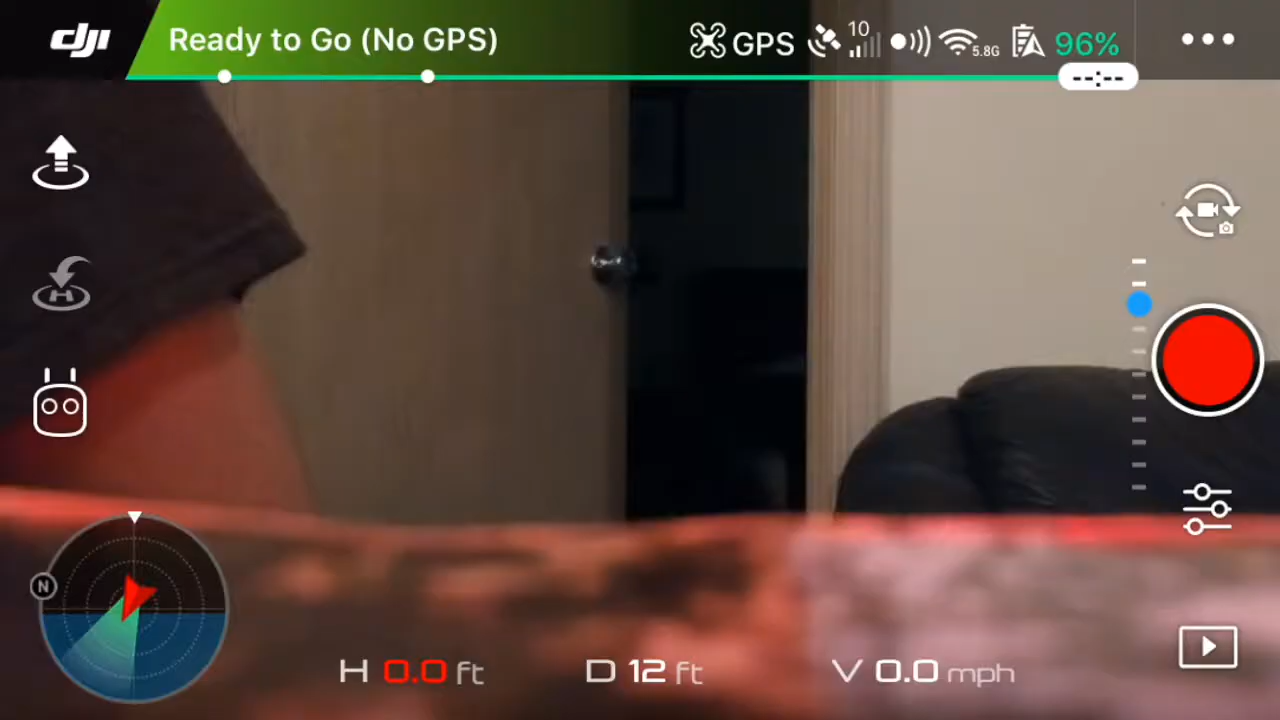 dji
Ready to Go (No GPS)
GPS
10
5.8G
96%
--:--
H
N
H 0.0 ft
D 12 ft
V 0.0 mph